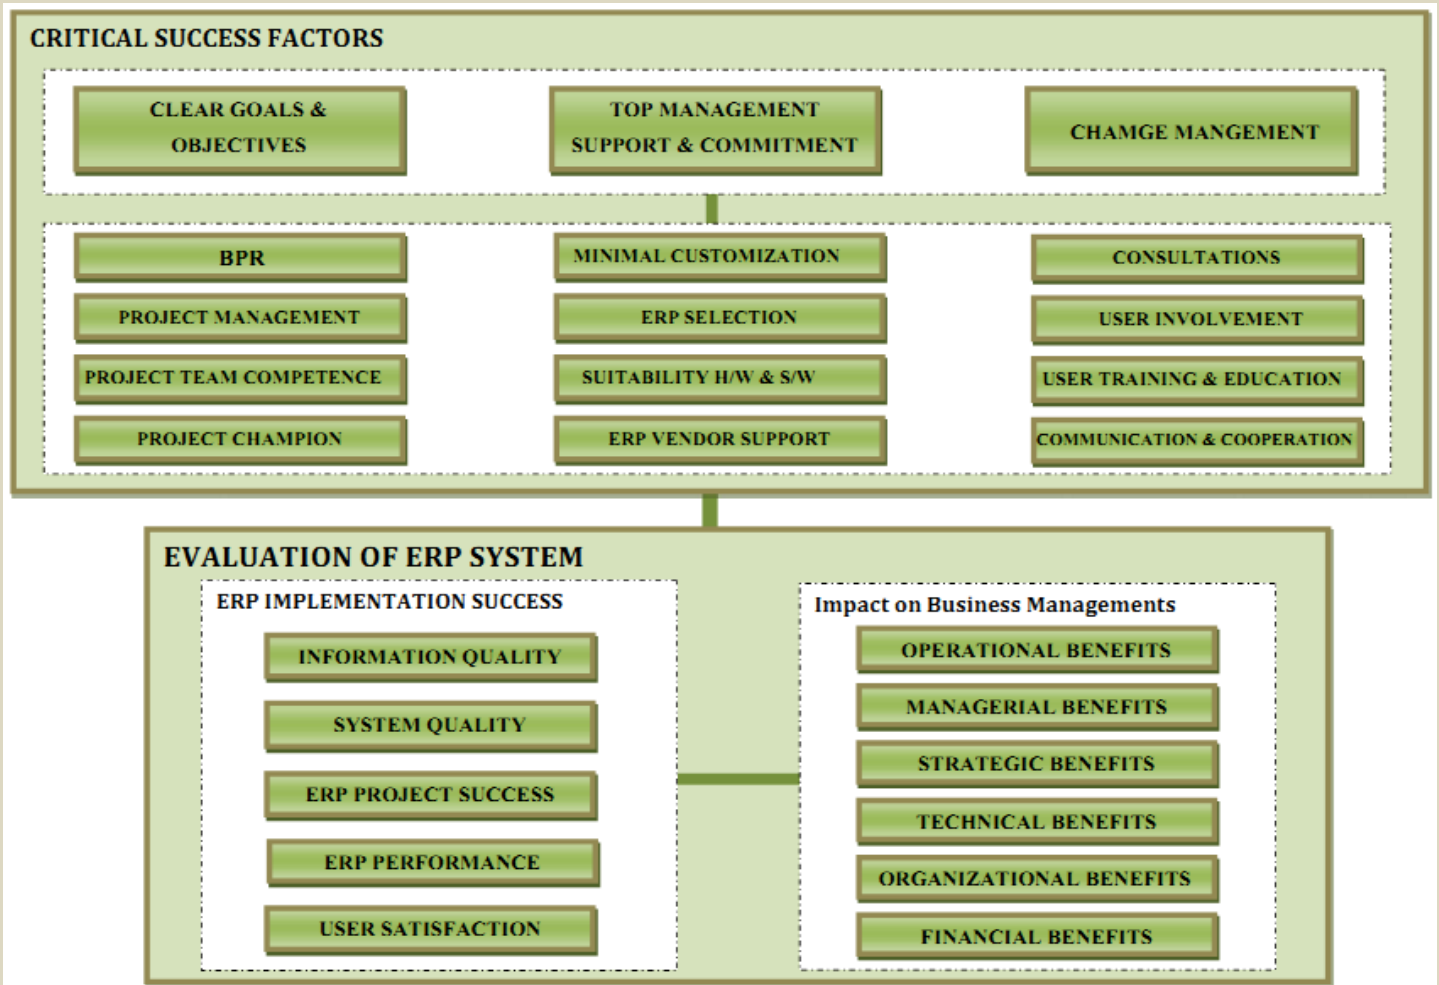 CRITICAL SUCCESS FACTORS
CLEAR GOALS &
OBJECTIVES
TOP MANAGEMENT
SUPPORT & COMMITMENT
CHAMGE MANGEMENT
BPR
MINIMAL CUSTOMIZATION
CONSULTATIONS
PROJECT MANAGEMENT
ERP SELECTION
USER INVOLVEMENT
PROJECT TEAM COMPETENCE
SUITABILITY H/W & S/W
USER TRAINING & EDUCATION
PROJECT CHAMPION
ERP VENDOR SUPPORT
COMMUNICATION & COOPERATION
EVALUATION OF ERP SYSTEM
ERP IMPLEMENTATION SUCCESS
INFORMATION QUALITY
SYSTEM QUALITY
ERP PROJECT SUCCESS
ERP PERFORMANCE
USER SATISFACTION
Impact on Business Managements
OPERATIONAL BENEFITS
MANAGERIAL BENEFITS
STRATEGIC BENEFITS
TECHNICAL BENEFITS
ORGANIZATIONAL BENEFITS
FINANCIAL BENEFITS